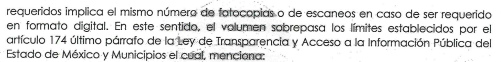 requeridos implica el mismo número de fotocopias o de escaneos en caso de ser requerido
en formato digital. En este sentido, el volumen sobrepasa los límites establecidos por el
artículo 174 último párrafo de la Ley de Transparencia y Acceso a la Información Pública del
Estado de México y Municipios el cual, menciona: